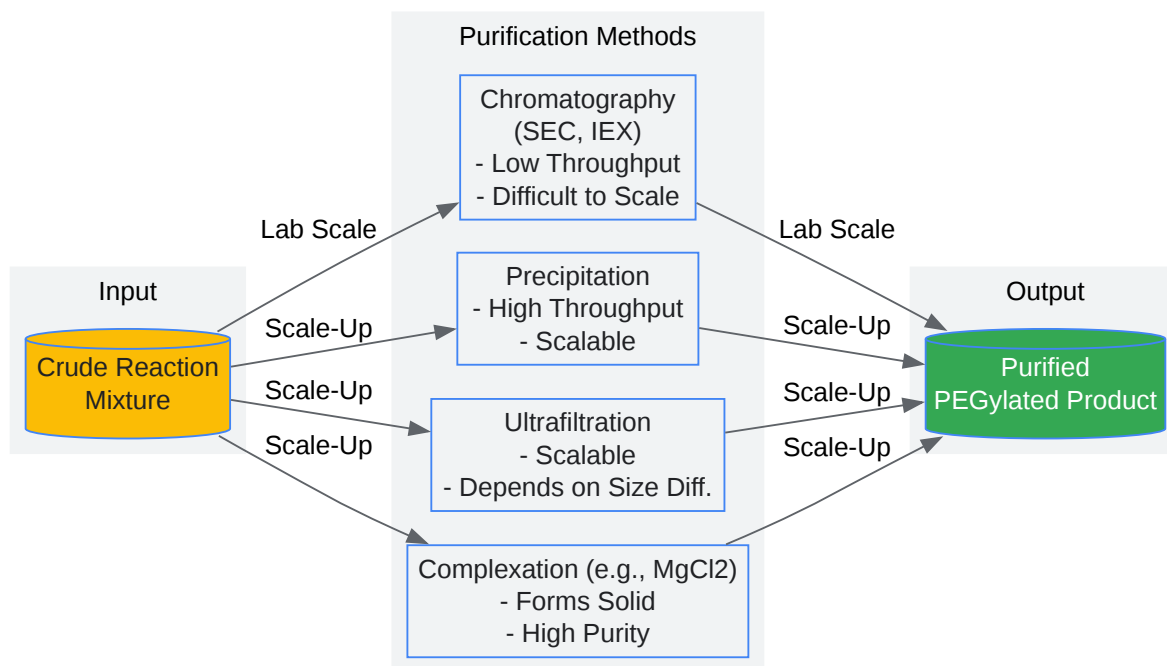 Purification Methods
Chromatography
(SEC, IEX)
- Low Throughput
- Difficult to Scale
Lab Scale
Lab Scale
Input
Precipitation
- High Throughput
- Scalable
Output
Scale-Up
Scale-Up
Crude Reaction
Mixture
Purified
PEGylated Product
Scale-Up
Scale-Up
Ultrafiltration
- Scalable
- Depends on Size Diff.
Scale-Up
Scale-Up
Complexation (e.g., MgCl2)
- Forms Solid
- High Purity